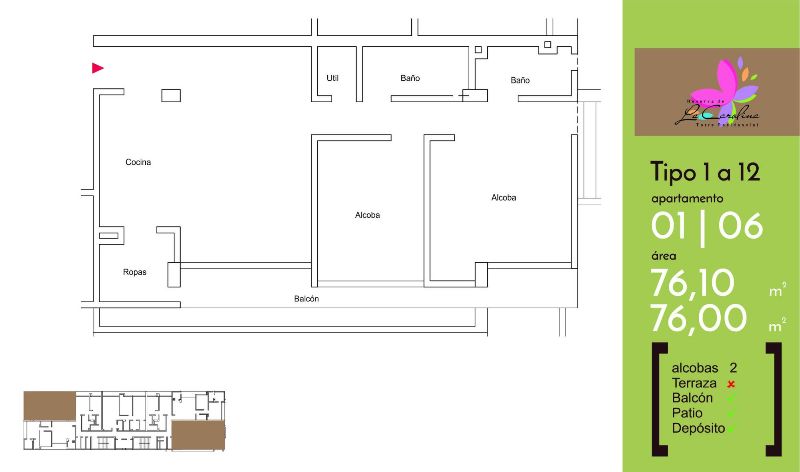 Util
Baño
Baño
Cocina
Alcoba
Alcoba
Ropas
Balcón
Reserva de
La Carolina
Torre Residencial
Tipo 1 a 12
apartamento
01 | 06
área
76,10 m²
76,00 m²
alcobas 2
Terraza
Balcón
Patio
Depósito